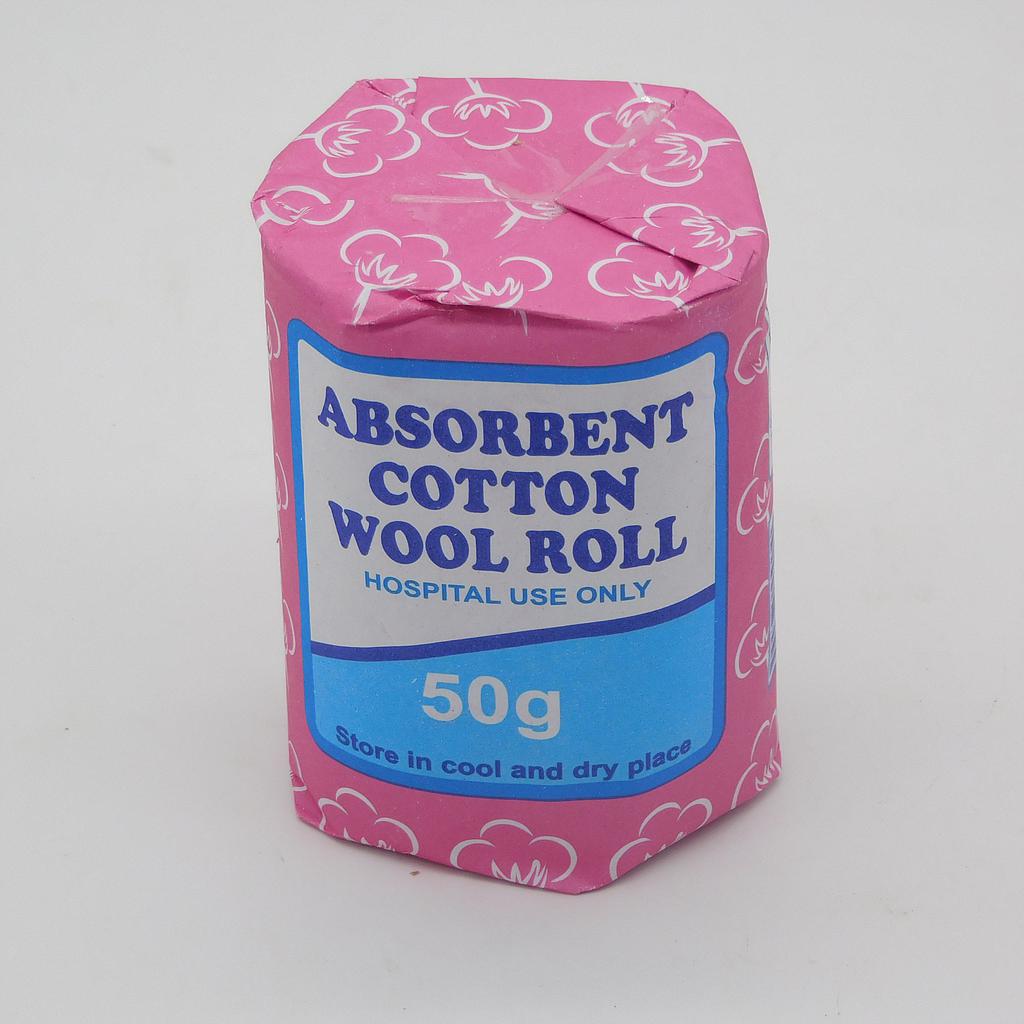 ABSORBENT
COTTON
WOOL ROLL
HOSPITAL USE ONLY
50g
Store in cool and dry place